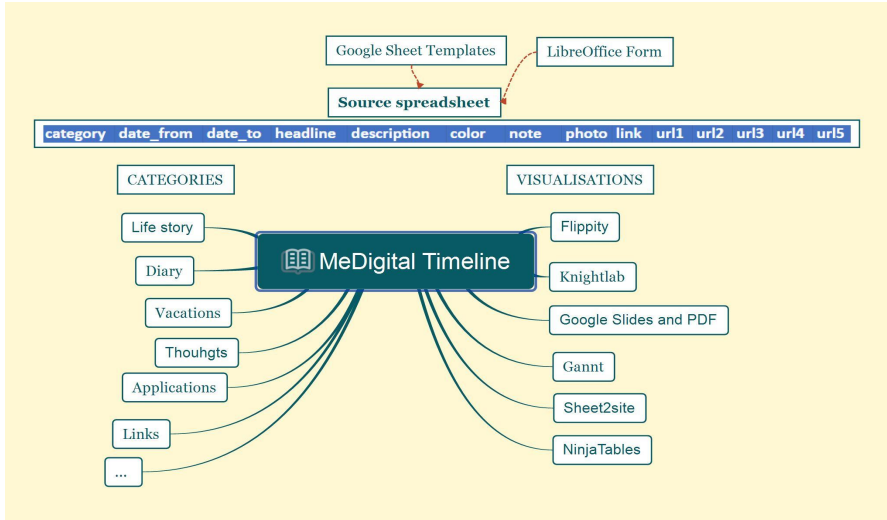 Google Sheet Templates
LibreOffice Form
Source spreadsheet
category date_from date_to headline description color note photo link url1 url2 url3 url4 url5
CATEGORIES
VISUALISATIONS
MeDigital Timeline
Life story
Diary
Vacations
Thouhgts
Applications
Links
...
Flippity
Knightlab
Google Slides and PDF
Gannt
Sheet2site
NinjaTables